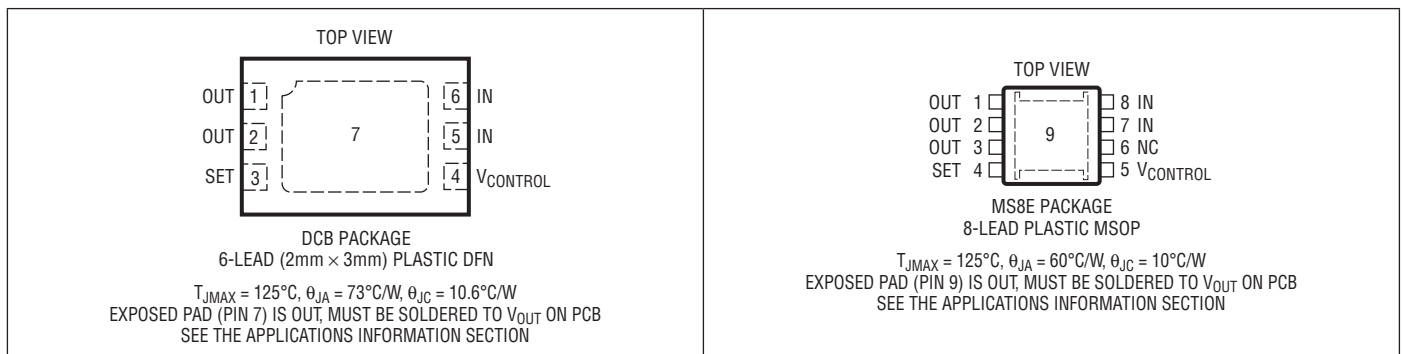 TOP VIEW
OUT 1
6 IN
OUT 2
7
5 IN
SET 3
4 VCONTROL
DCB PACKAGE
6-LEAD (2mm × 3mm) PLASTIC DFN
TJMAX = 125°C, θJA = 73°C/W, θJC = 10.6°C/W
EXPOSED PAD (PIN 7) IS OUT, MUST BE SOLDERED TO VOUT ON PCB
SEE THE APPLICATIONS INFORMATION SECTION
TOP VIEW
OUT 1
8 IN
OUT 2
7 IN
9
OUT 3
6 NC
SET 4
5 VCONTROL
MS8E PACKAGE
8-LEAD PLASTIC MSOP
TJMAX = 125°C, θJA = 60°C/W, θJC = 10°C/W
EXPOSED PAD (PIN 9) IS OUT, MUST BE SOLDERED TO VOUT ON PCB
SEE THE APPLICATIONS INFORMATION SECTION